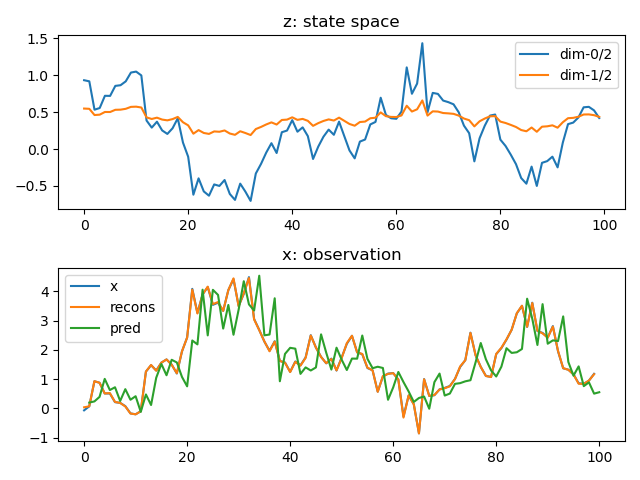 z: state space
1.5
1.0
0.5
0.0
−0.5
dim-0/2
dim-1/2
0 20 40 60 80 100
x: observation
4
3
2
1
0
−1
x
recons
pred
0 20 40 60 80 100